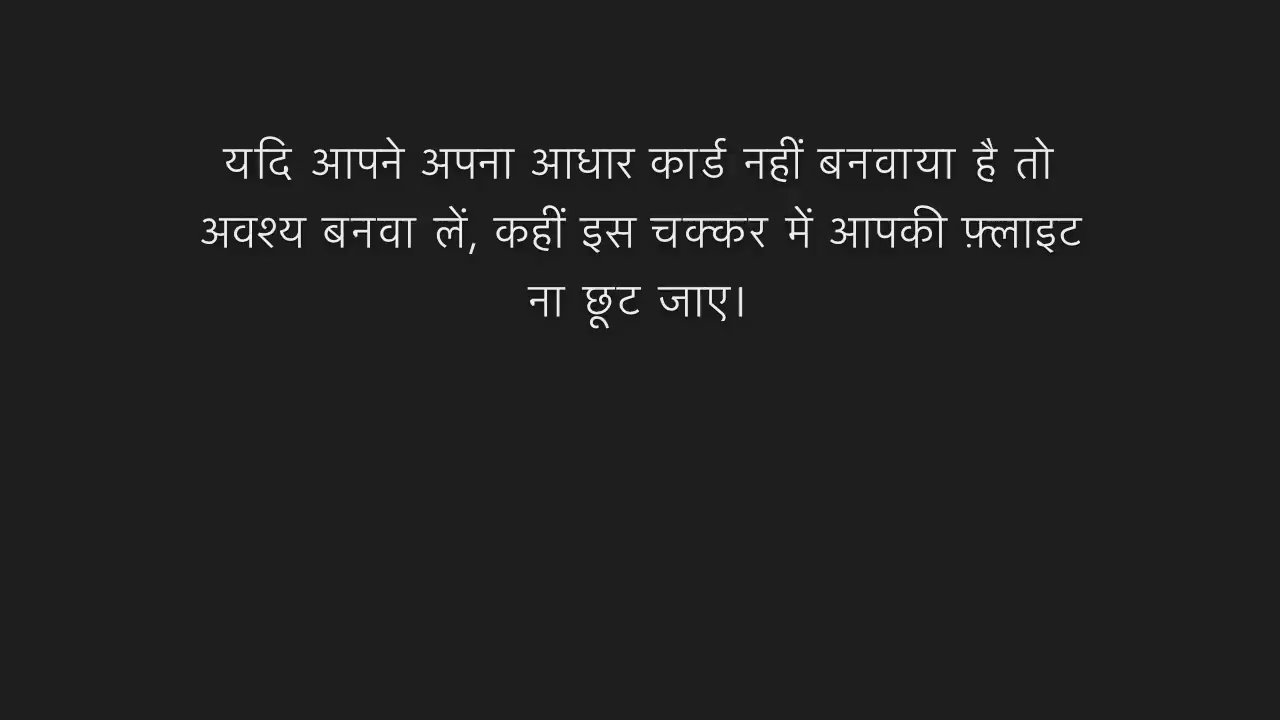 यदि आपने अपना आधार कार्ड नहीं बनवाया है तो
अवश्य बनवा लें, कहीं इस चक्कर में आपकी फ़्लाइट
ना छूट जाए।